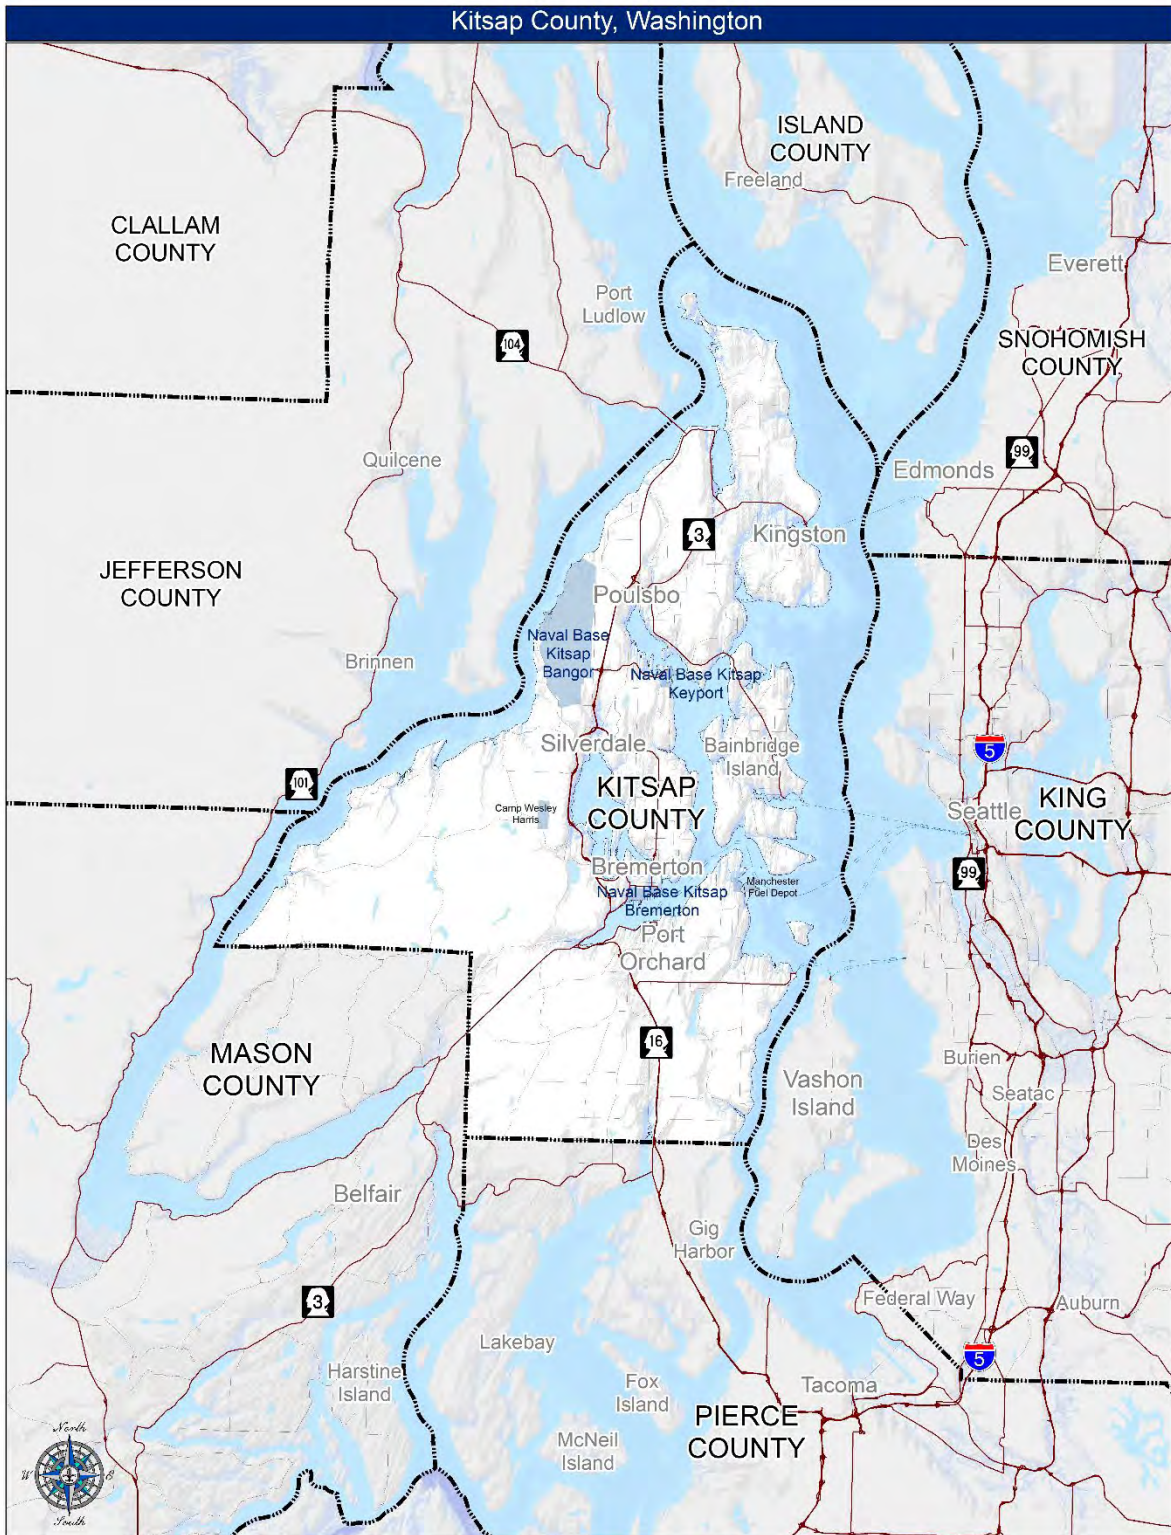 Kitsap County, Washington
ISLAND
COUNTY
Freeland
CLALLAM
COUNTY
Everett
Port
Ludlow
104
SNOHOMISH
COUNTY
99
Edmonds
Quilcene
3
Kingston
JEFFERSON
COUNTY
Poulsbo
Naval Base
Kitsap
Bangor
Brinnen
Naval Base Kitsap
Keyport
Silverdale
Bainbridge
Island
5
101
KITSAP
COUNTY
Camp Wesley
Harris
Seattle
KING
COUNTY
Bremerton
99
Manchester
Fuel Depot
Naval Base Kitsap
Bremerton
Port
Orchard
MASON
COUNTY
16
Burien
Vashon
Island
Seatac
Des
Moines
Belfair
Gig
Harbor
3
Federal Way
Auburn
Lakebay
5
Harstine
Island
Fox
Island
Tacoma
PIERCE
COUNTY
McNeil
Island
North
W
E
South